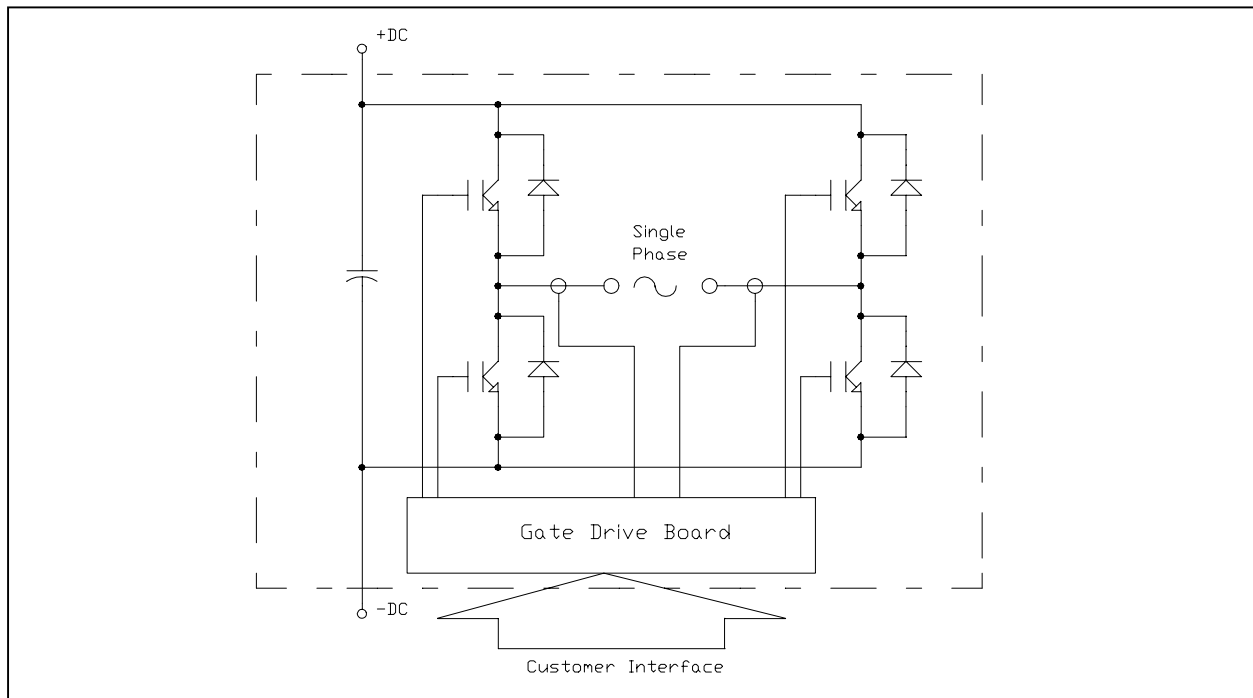 +DC
Single
Phase
Gate Drive Board
-DC
Customer Interface